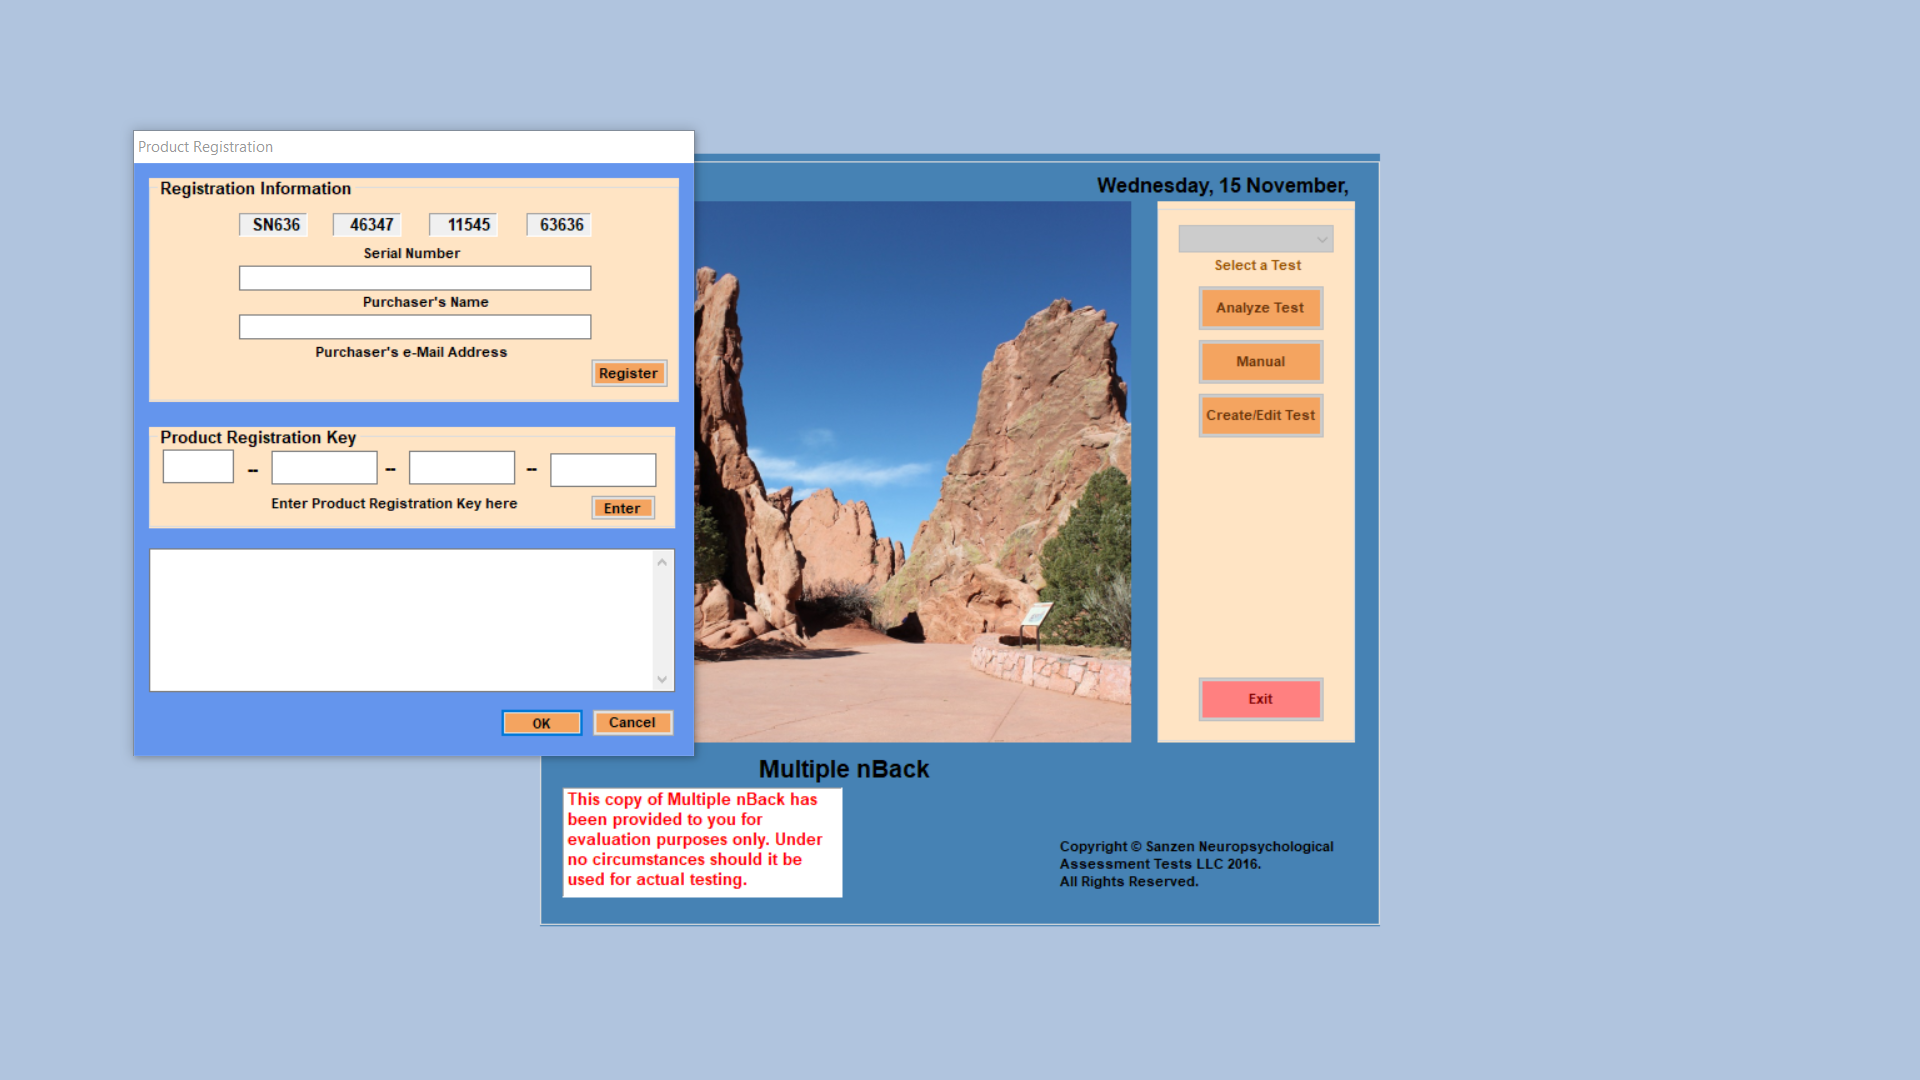 Product Registration
Registration Information
SN636 46347 11545 63636
Serial Number
Purchaser's Name
Purchaser's e-Mail Address
Register
Product Registration Key
-- -- --
Enter Product Registration Key here
Enter
OK
Cancel
Wednesday, 15 November,
Select a Test
Analyze Test
Manual
Create/Edit Test
Exit
Multiple nBack
This copy of Multiple nBack has
been provided to you for
evaluation purposes only. Under
no circumstances should it be
used for actual testing.
Copyright © Sanzen Neuropsychological
Assessment Tests LLC 2016.
All Rights Reserved.